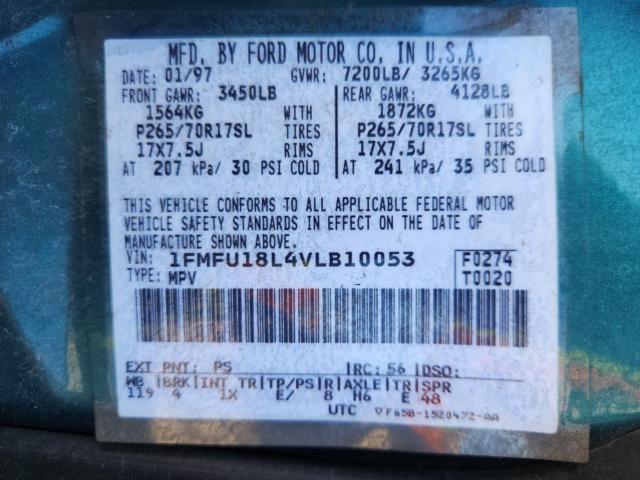 MFD. BY FORD MOTOR CO. IN U.S.A.
DATE: 01/97 GVWR: 7200LB/ 3265KG
FRONT GAWR: 3450LB REAR GAWR: 4128LB
1564KG WITH 1872KG WITH
P265/70R17SL TIRES P265/70R17SL TIRES
17X7.5J RIMS 17X7.5J RIMS
AT 207 kPa/ 30 PSI COLD AT 241 kPa/ 35 PSI COLD
THIS VEHICLE CONFORMS TO ALL APPLICABLE FEDERAL MOTOR
VEHICLE SAFETY STANDARDS IN EFFECT ON THE DATE OF
MANUFACTURE SHOWN ABOVE.
VIN: 1FMFU18L4VLB10053 F0274
TYPE: MPV T0020
EXT PNT: PS RC: 56 DSO:
WB BRK INT TR TP/PS R AXLE TR SPR
119 4 1X E/ 8 H6 E 48
UTC ▽F65B-1520472-AA